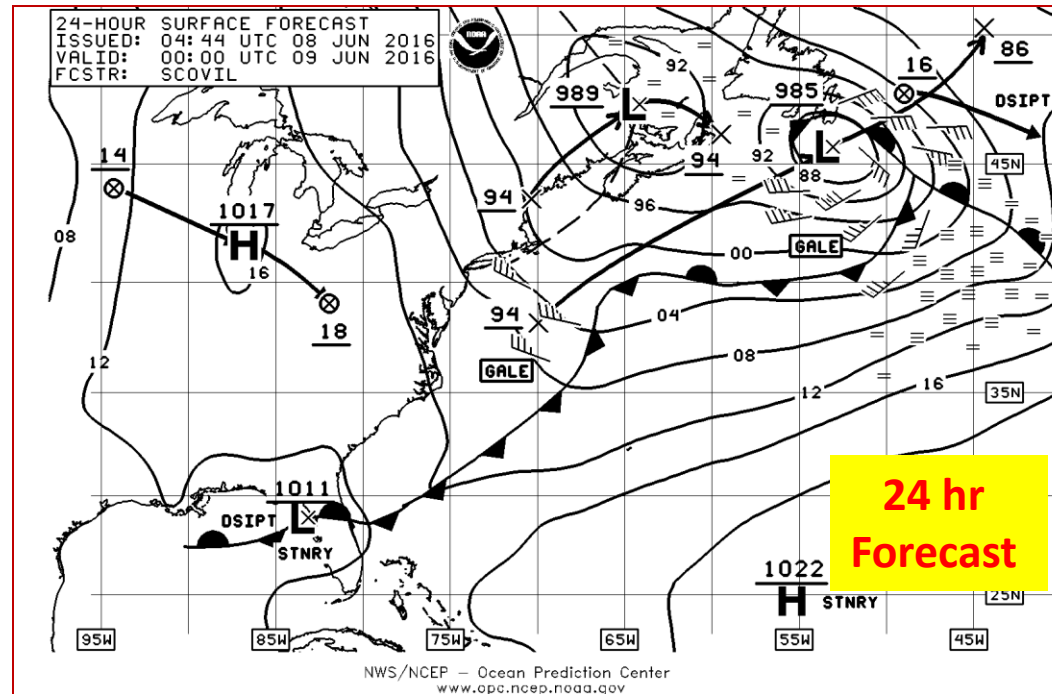 24-HOUR SURFACE FORECAST
ISSUED: 04:44 UTC 08 JUN 2016
VALID: 00:00 UTC 09 JUN 2016
FCSTR: SCOVIL
NOAA
86
16
DSIPT
92
989
L
985
L
14
94
92
88
45N
1017
H
16
94
96
08
GALE
00
18
94
04
08
12
GALE
12
16
35N
1011
L
DSIPT
STNRY
24 hr
Forecast
1022
H
STNRY
25N
95W
85W
75W
65W
55W
45W
NWS/NCEP – Ocean Prediction Center
www.opc.ncep.noaa.gov